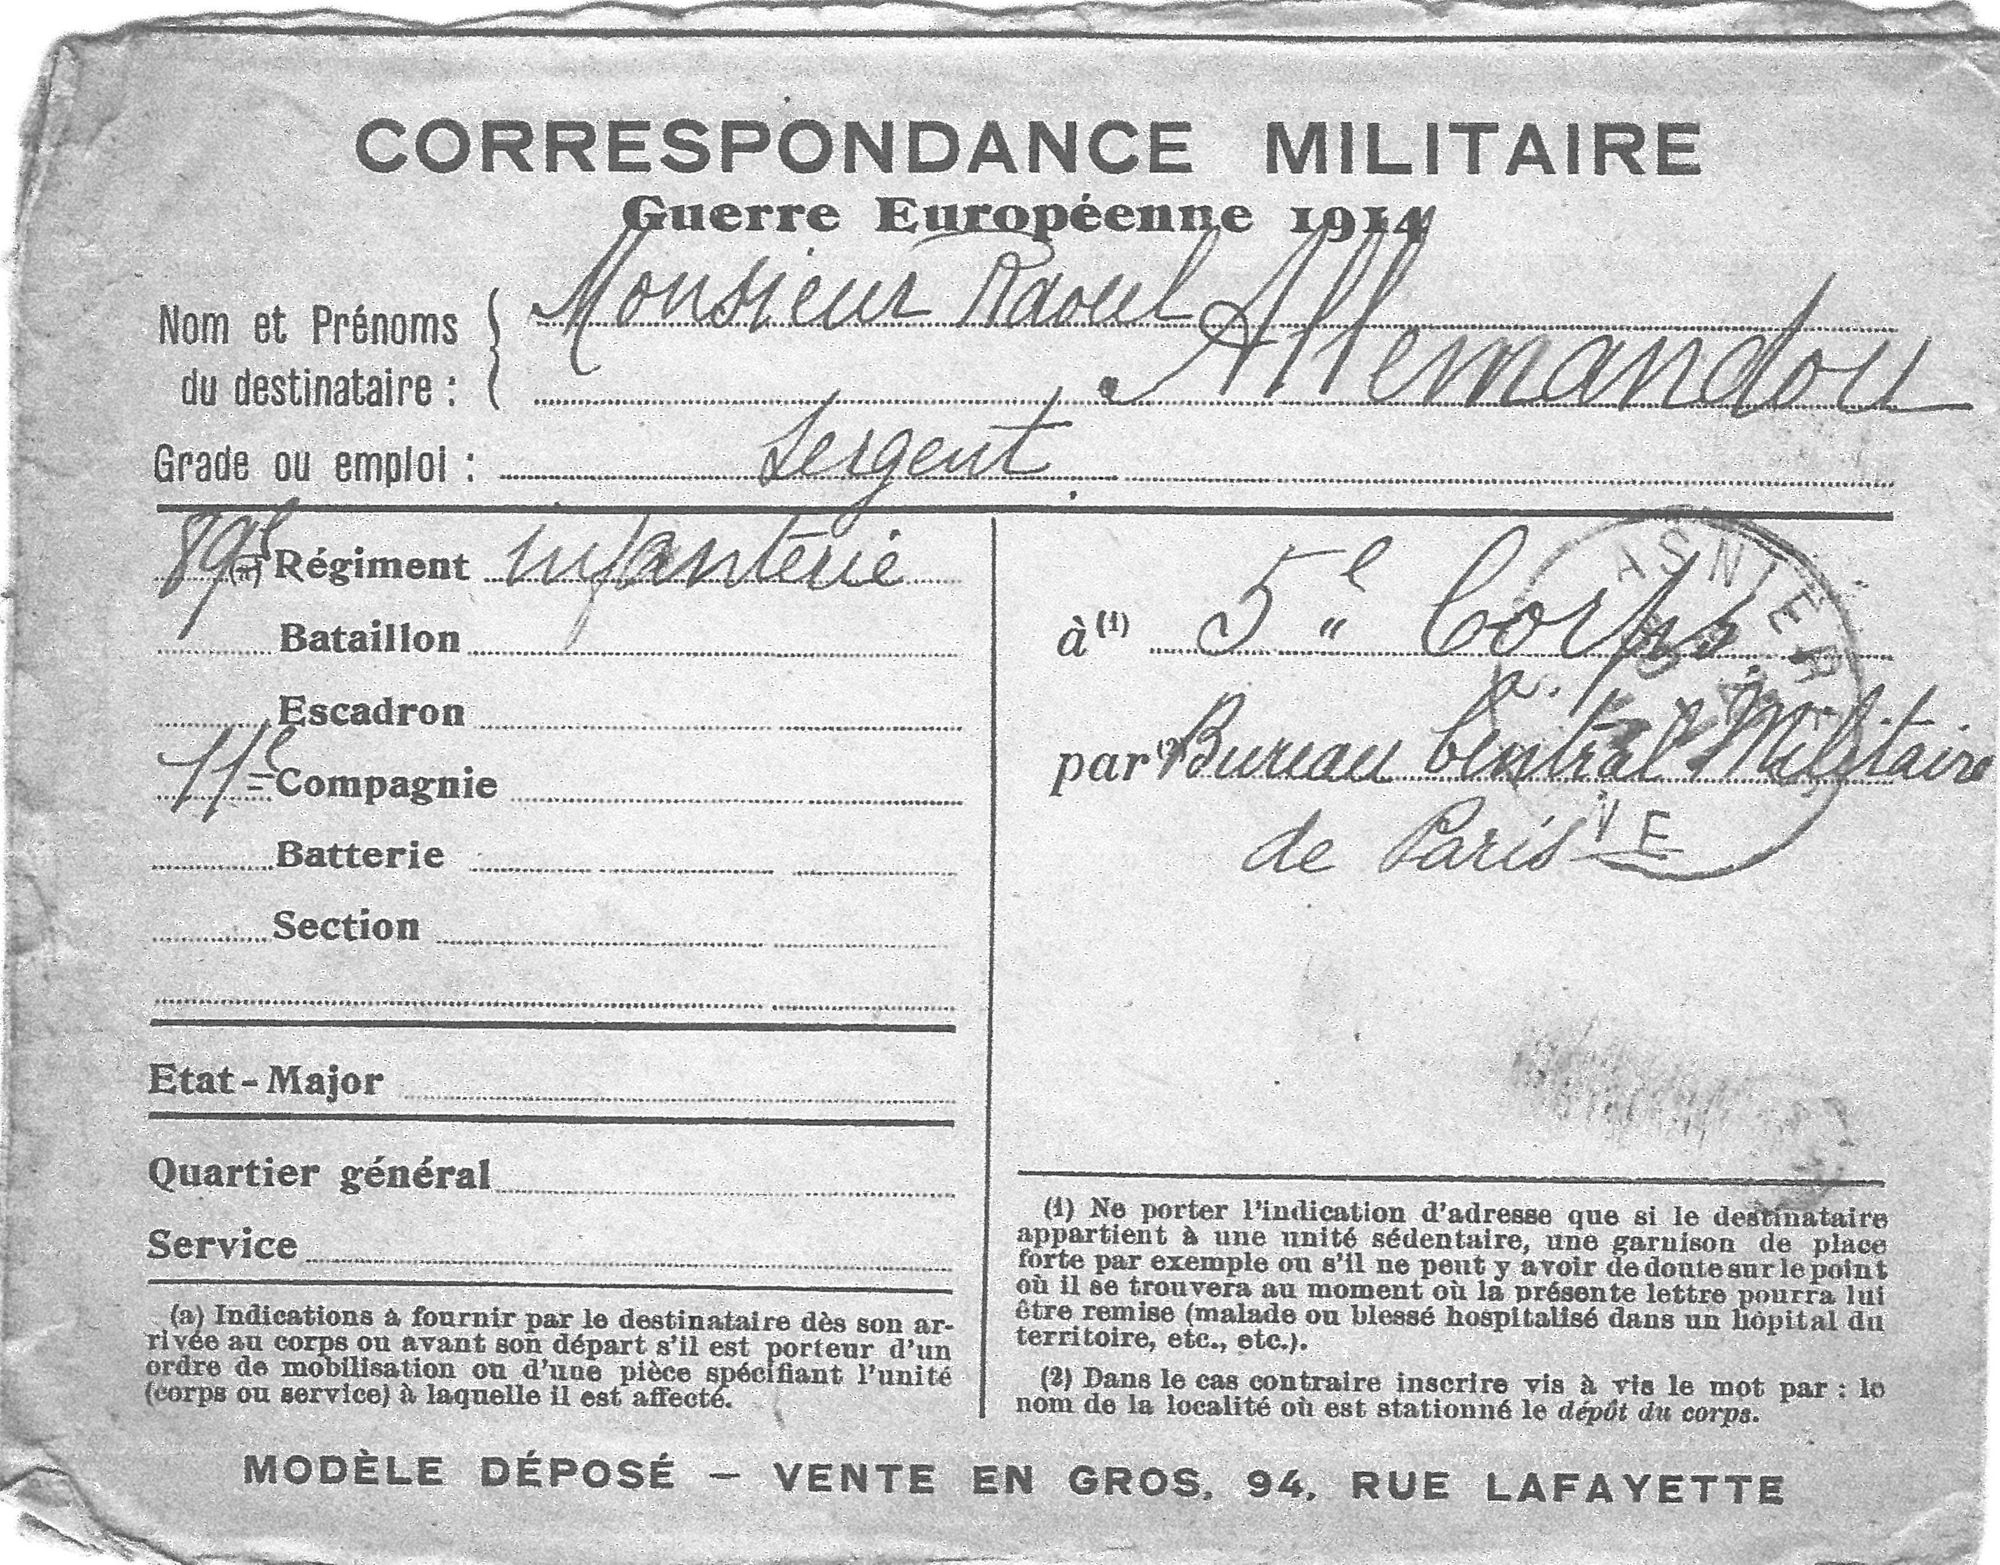 CORRESPONDANCE MILITAIRE
Guerre Européenne 1914
Nom et Prénoms du destinataire : Monsieur Raoul
Allemandou
Grade ou emploi : Sergent
89e (a) Régiment infanterie
Bataillon
Escadron
11e Compagnie
Batterie
Section
Etat-Major
Quartier général
Service
(a) Indications à fournir par le destinataire dès son ar-
rivée au corps ou avant son départ s'il est porteur d'un
ordre de mobilisation ou d'une pièce spécifiant l'unité
(corps ou service) à laquelle il est affecté.
à (1) 5e Corps
par (2) Bureau Central Militaire
de Paris
ASNIER
(1) Ne porter l'indication d'adresse que si le destinataire
appartient à une unité sédentaire, une garnison de place
forte par exemple ou s'il ne peut y avoir de doute sur le point
où il se trouvera au moment où la présente lettre pourra lui
être remise (malade ou blessé hospitalisé dans un hôpital du
territoire, etc., etc.).
(2) Dans le cas contraire inscrire vis à vis le mot par : le
nom de la localité où est stationné le dépôt du corps.
MODÈLE DÉPOSÉ — VENTE EN GROS, 94, RUE LAFAYETTE